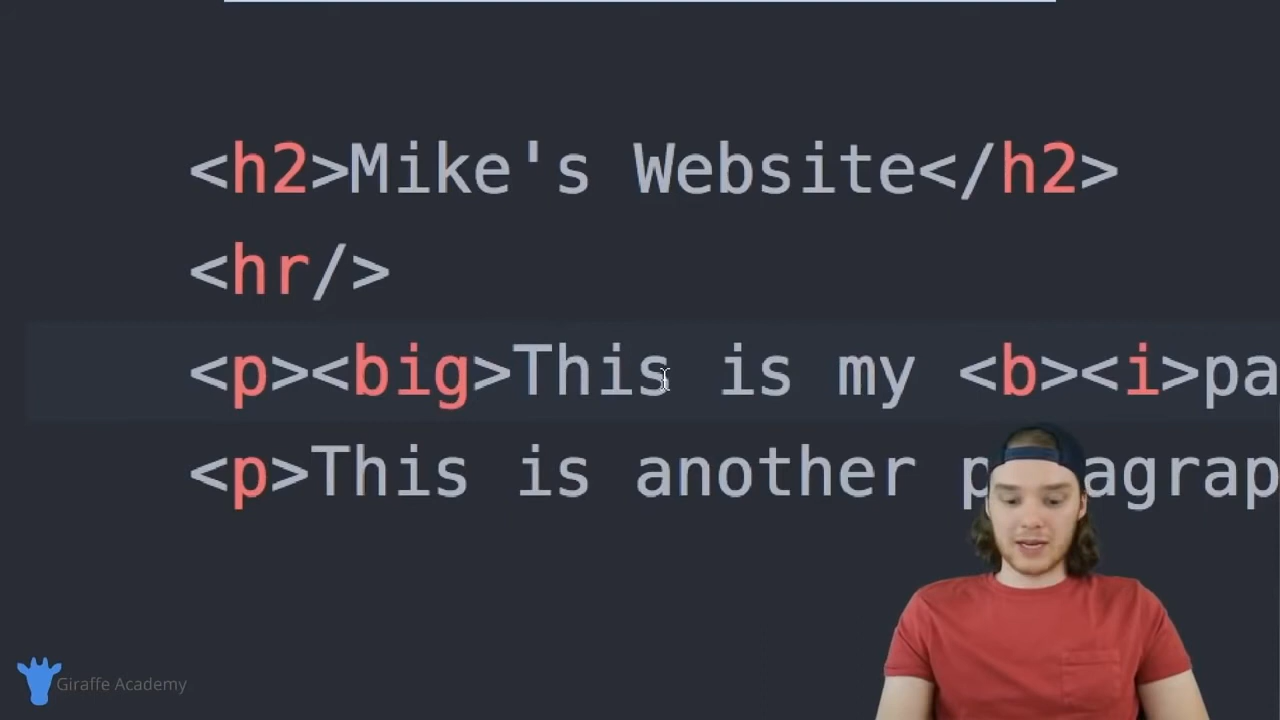 <h2>Mike's Website</h2>
<hr/>
<p><big>This is my <b><i>pa
<p>This is another p agrap
Giraffe Academy